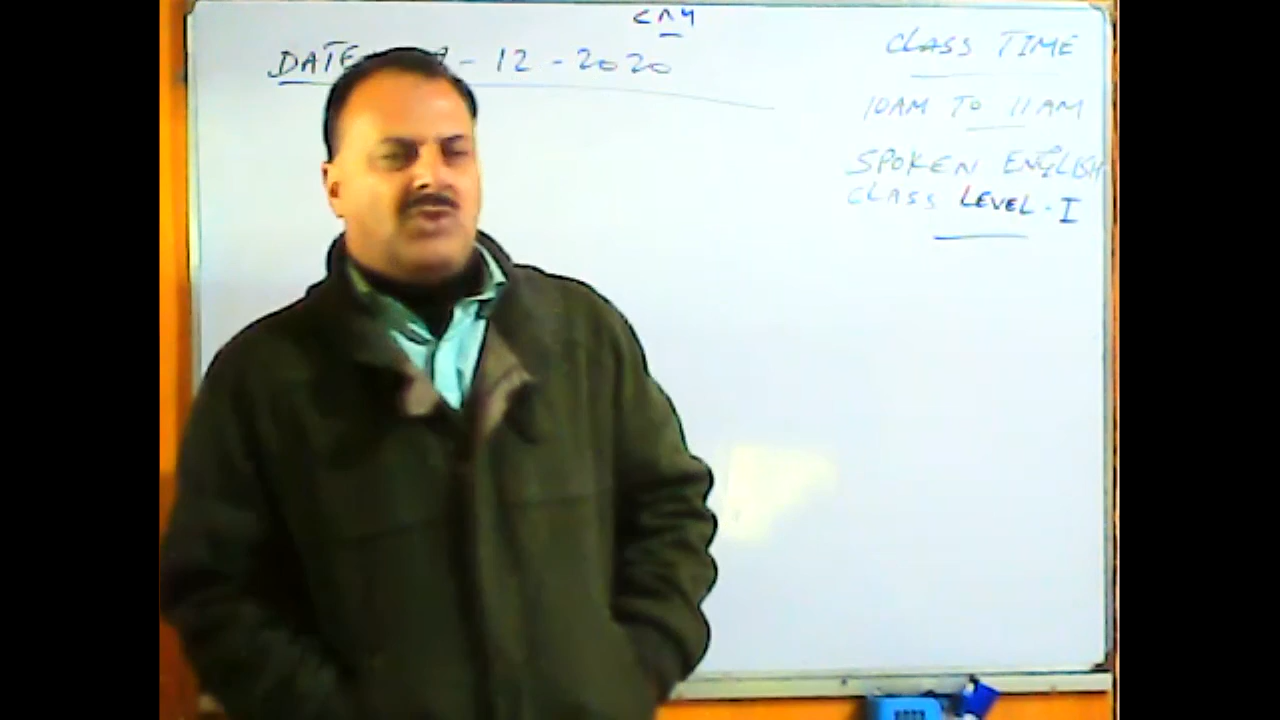 DATE - 12 - 2020
CLASS TIME
10AM TO 11AM
SPOKEN ENGLISH
CLASS LEVEL - I